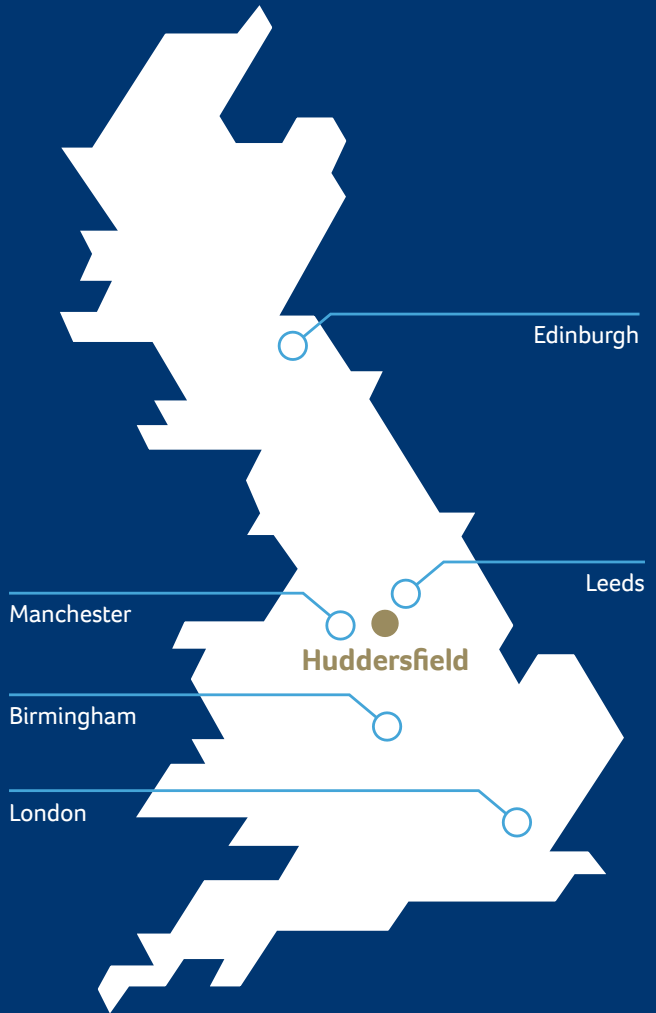 Edinburgh
Leeds
Manchester
Huddersfield
Birmingham
London